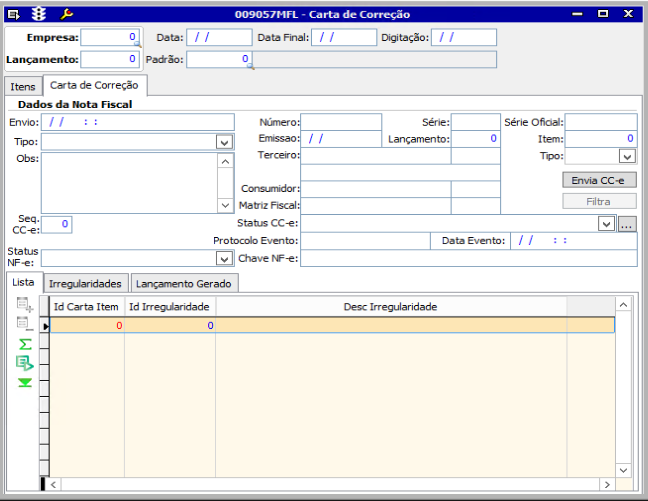 009057MFL - Carta de Correção
Empresa: 0 Data: / / Data Final: / / Digitação: / /
Lançamento: 0 Padrão: 0
Itens Carta de Correção
Dados da Nota Fiscal
Envio: / / : : Número: Série: Série Oficial:
Tipo: Emissao: / / Lançamento: 0 Item: 0
Obs: Terceiro: Tipo:
Envia CC-e
Consumidor:
Matriz Fiscal: Filtra
Seq. CC-e: 0 Status CC-e: ...
Protocolo Evento: Data Evento: / / : :
Status NF-e: Chave NF-e:
Lista Irregularidades Lançamento Gerado
Id Carta Item Id Irregularidade Desc Irregularidade
0 0